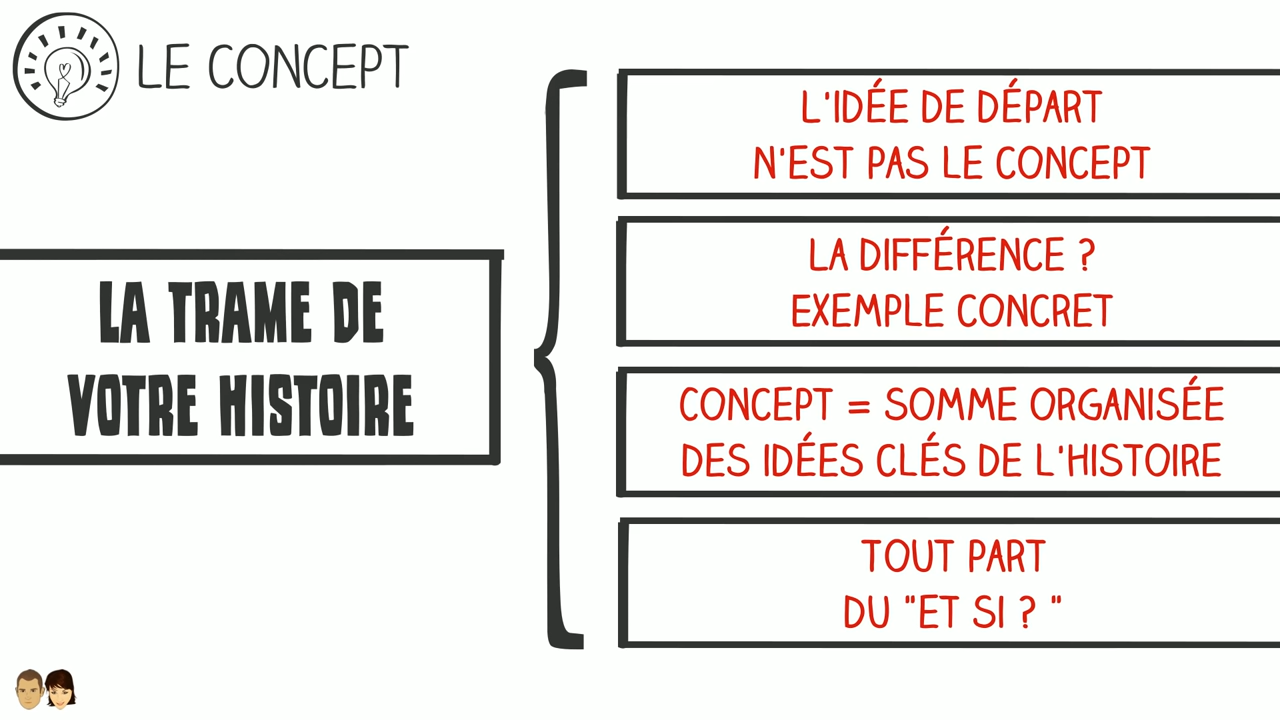 LE CONCEPT
LA TRAME DE
VOTRE HISTOIRE
L'IDÉE DE DÉPART
N'EST PAS LE CONCEPT
LA DIFFÉRENCE ?
EXEMPLE CONCRET
CONCEPT = SOMME ORGANISÉE
DES IDÉES CLÉS DE L'HISTOIRE
TOUT PART
DU "ET SI ? "